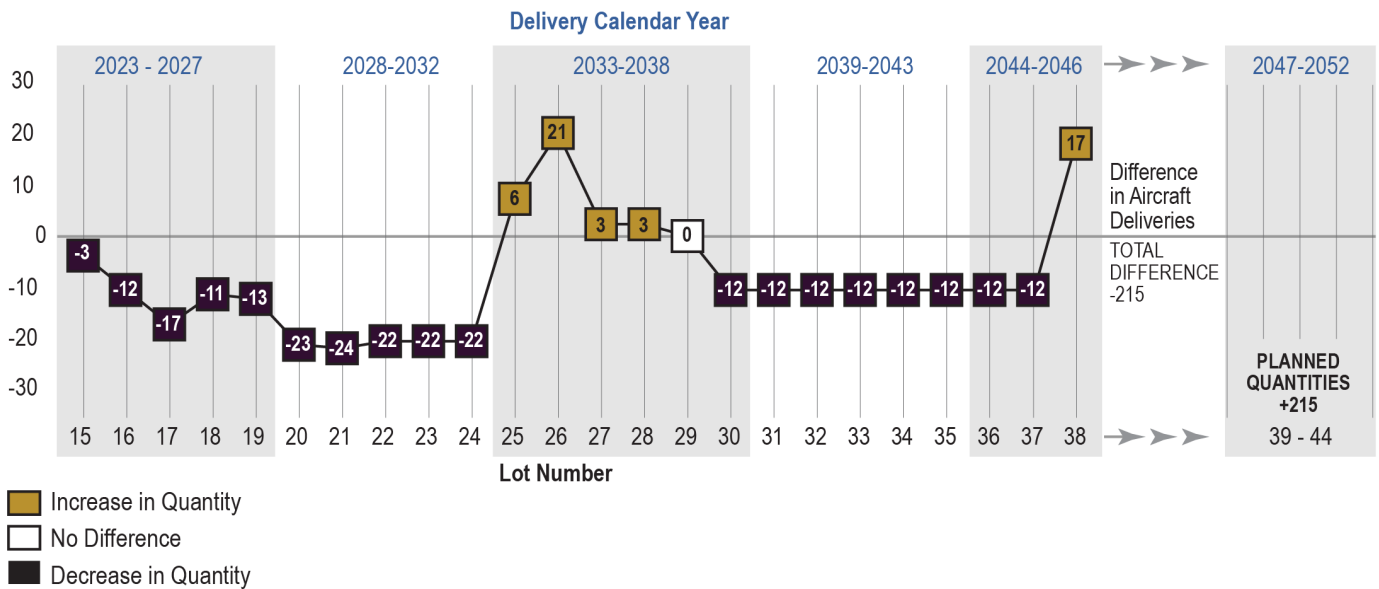 Delivery Calendar Year
2023 - 2027 2028-2032 2033-2038 2039-2043 2044-2046 2047-2052
30
20
10
0
-10
-20
-30
-3 -12 -17 -11 -13 -23 -24 -22 -22 -22 6 21 3 3 0 -12 -12 -12 -12 -12 -12 -12 -12 17
Difference
in Aircraft
Deliveries
TOTAL
DIFFERENCE
-215
PLANNED
QUANTITIES
+215
15 16 17 18 19 20 21 22 23 24 25 26 27 28 29 30 31 32 33 34 35 36 37 38 39 - 44
Lot Number
Increase in Quantity
No Difference
Decrease in Quantity